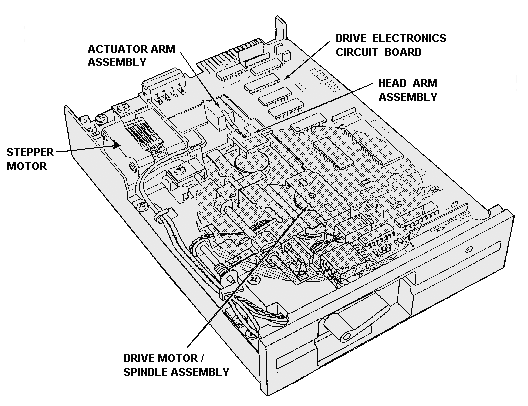 DRIVE ELECTRONICS
CIRCUIT BOARD
ACTUATOR ARM
ASSEMBLY
HEAD ARM
ASSEMBLY
STEPPER
MOTOR
DRIVE MOTOR /
SPINDLE ASSEMBLY